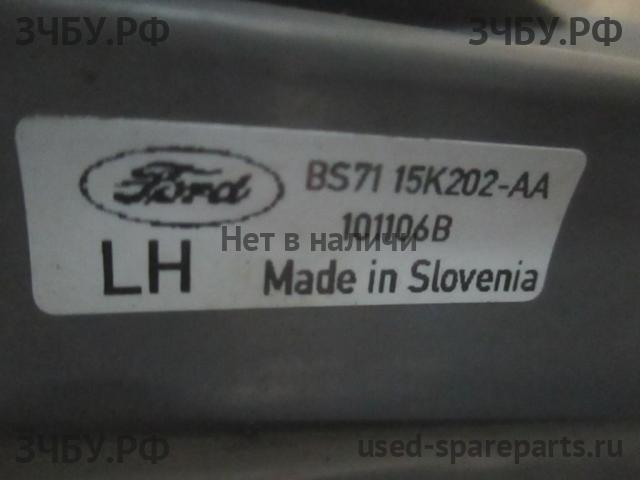 ЗЧБУ.РФ ЗЧБУ.РФ
Ford BS71 15K202-AA
101106B
Нет в наличи
LH Made in Slovenia
ЗЧБУ.РФ used-spareparts.ru